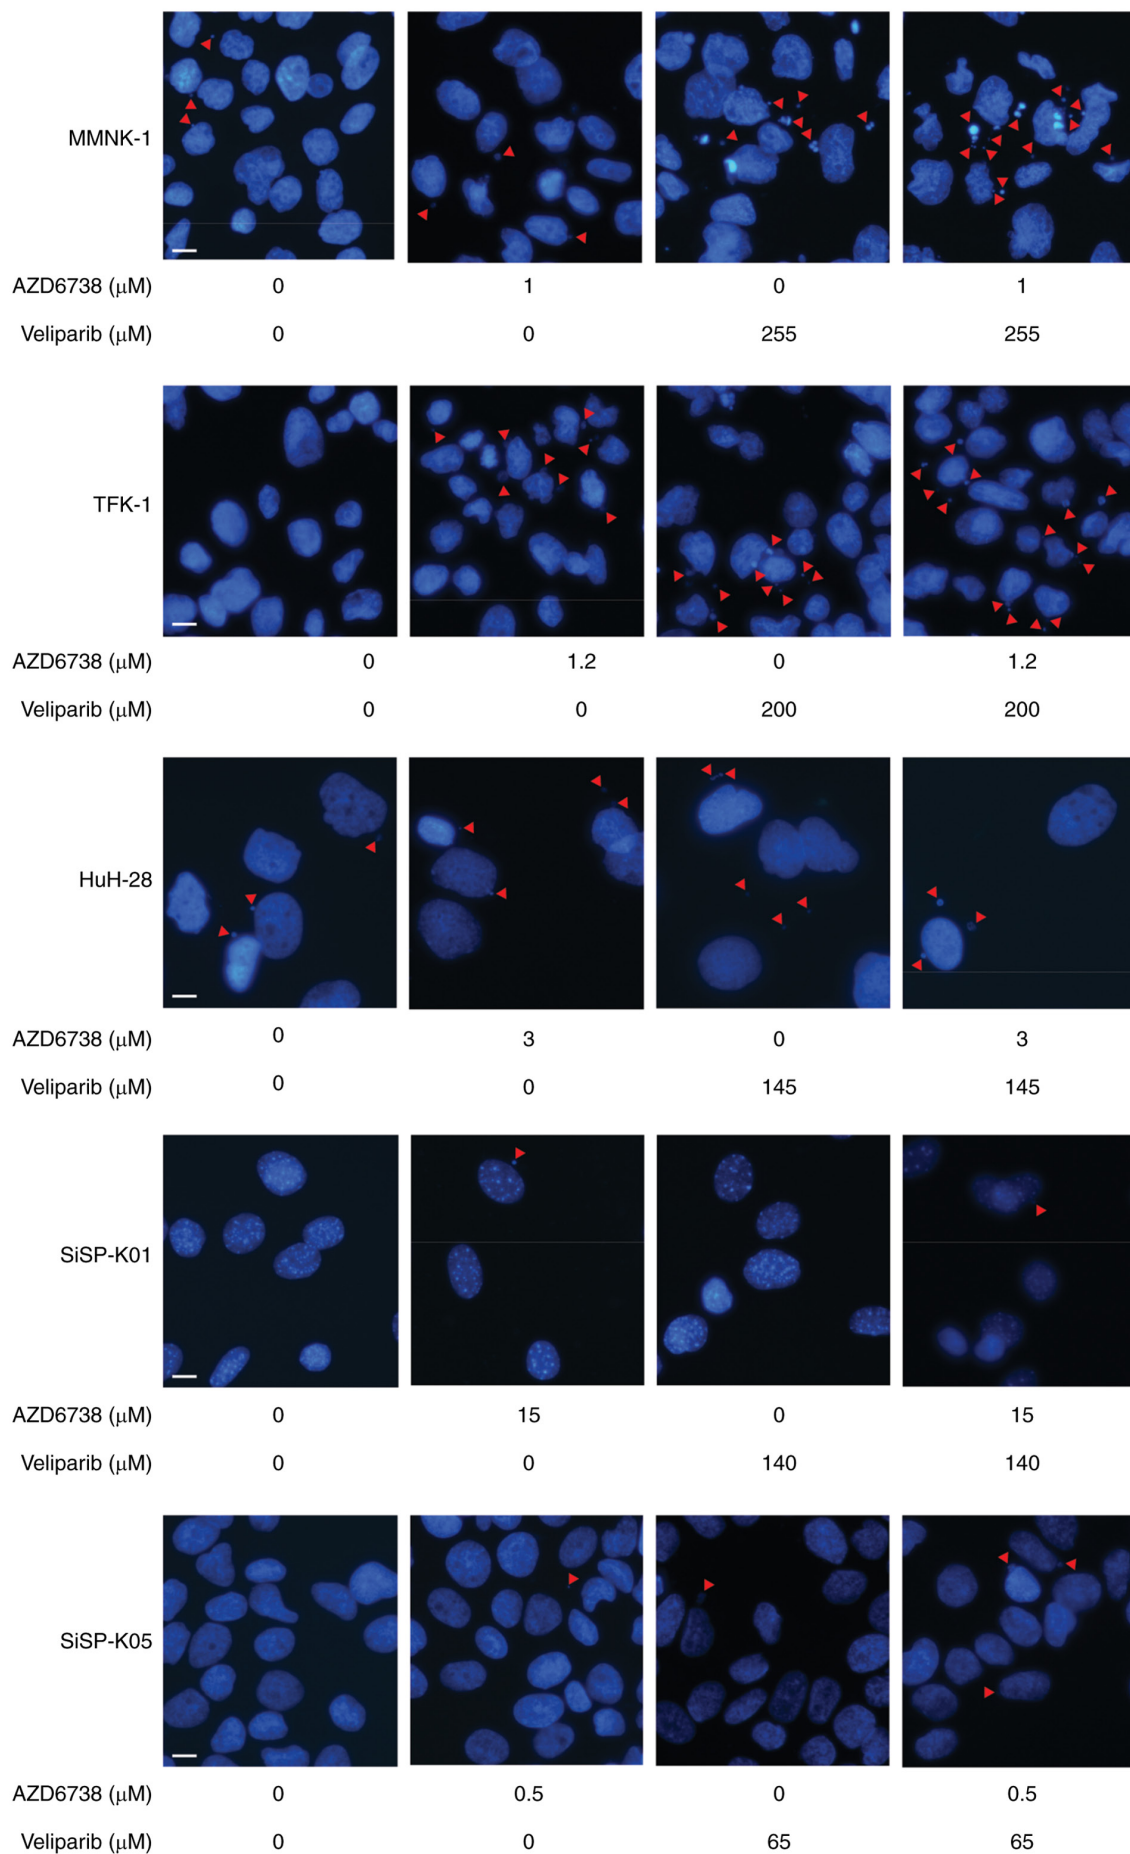 MMNK-1
AZD6738 (μM) 0 1 0 1
Veliparib (μM) 0 0 255 255
TFK-1
AZD6738 (μM) 0 1.2 0 1.2
Veliparib (μM) 0 0 200 200
HuH-28
AZD6738 (μM) 0 3 0 3
Veliparib (μM) 0 0 145 145
SiSP-K01
AZD6738 (μM) 0 15 0 15
Veliparib (μM) 0 0 140 140
SiSP-K05
AZD6738 (μM) 0 0.5 0 0.5
Veliparib (μM) 0 0 65 65